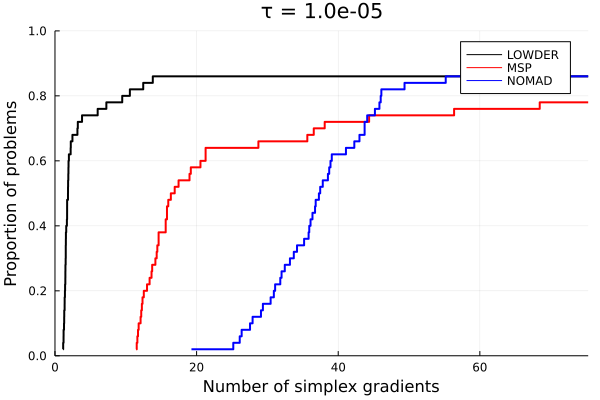 τ = 1.0e-05
LOWDER
MSP
NOMAD
Proportion of problems
1.0
0.8
0.6
0.4
0.2
0.0
0 20 40 60
Number of simplex gradients